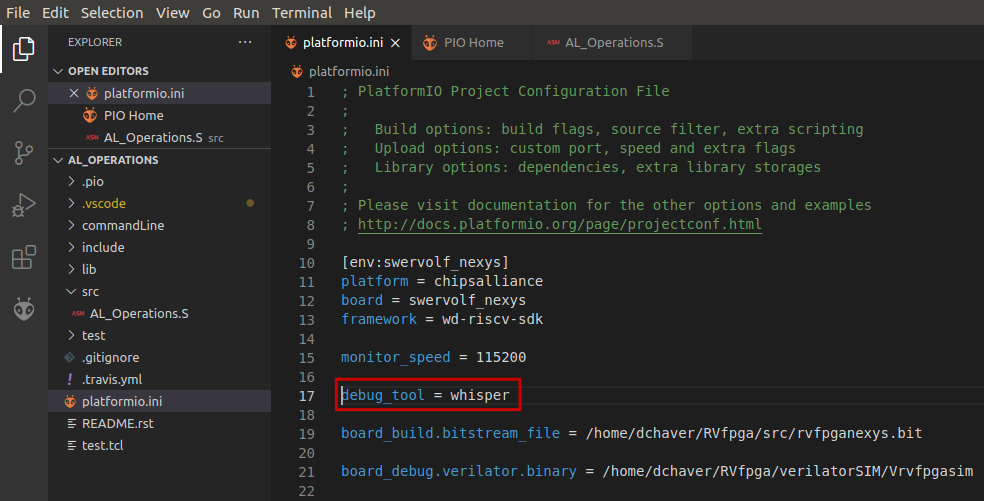 File Edit Selection View Go Run Terminal Help
EXPLORER ...
OPEN EDITORS
platformio.ini
PIO Home
ASM AL_Operations.S src
AL_OPERATIONS
.pio
.vscode
commandLine
include
lib
src
ASM AL_Operations.S
test
.gitignore
! .travis.yml
platformio.ini
README.rst
test.tcl
platformio.ini PIO Home ASM AL_Operations.S
platformio.ini
1 ; PlatformIO Project Configuration File
2 ;
3 ;   Build options: build flags, source filter, extra scripting
4 ;   Upload options: custom port, speed and extra flags
5 ;   Library options: dependencies, extra library storages
6 ;
7 ; Please visit documentation for the other options and examples
8 ; http://docs.platformio.org/page/projectconf.html
9
10 [env:swervolf_nexys]
11 platform = chipsalliance
12 board = swervolf_nexys
13 framework = wd-riscv-sdk
14
15 monitor_speed = 115200
16
17 debug_tool = whisper
18
19 board_build.bitstream_file = /home/dchaver/RVfpga/src/rvfpganexys.bit
20
21 board_debug.verilator.binary = /home/dchaver/RVfpga/verilatorSIM/Vrvfpgasim
22